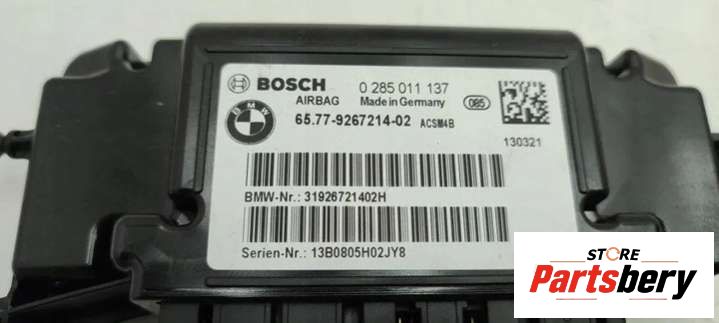 BOSCH 0 285 011 137
AIRBAG Made in Germany 085
BMW 65.77-9267214-02 ACSM4B
130321
BMW-Nr.: 31926721402H
Serien-Nr.: 13B0805H02JY8
STORE
Partsbery